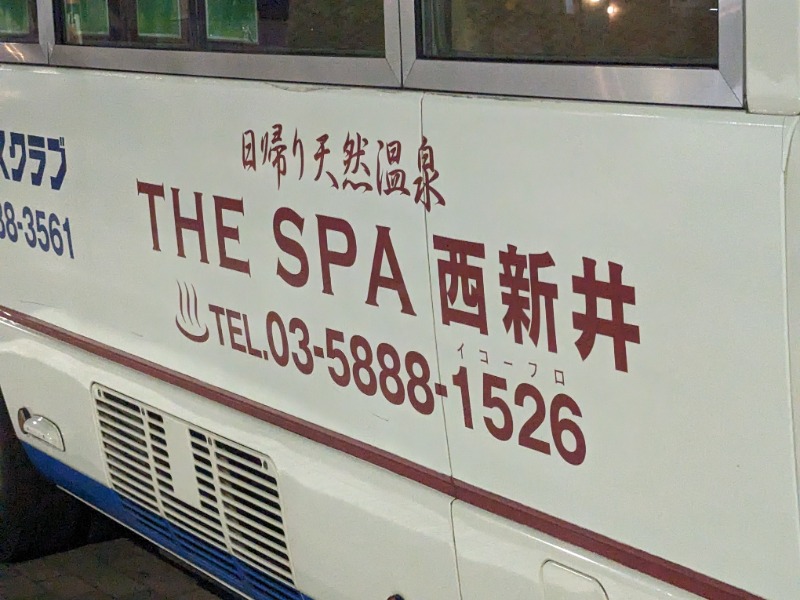 スクラブ
38-3561
日帰り天然温泉
THE SPA 西新井
イコーフロ
TEL.03-5888-1526